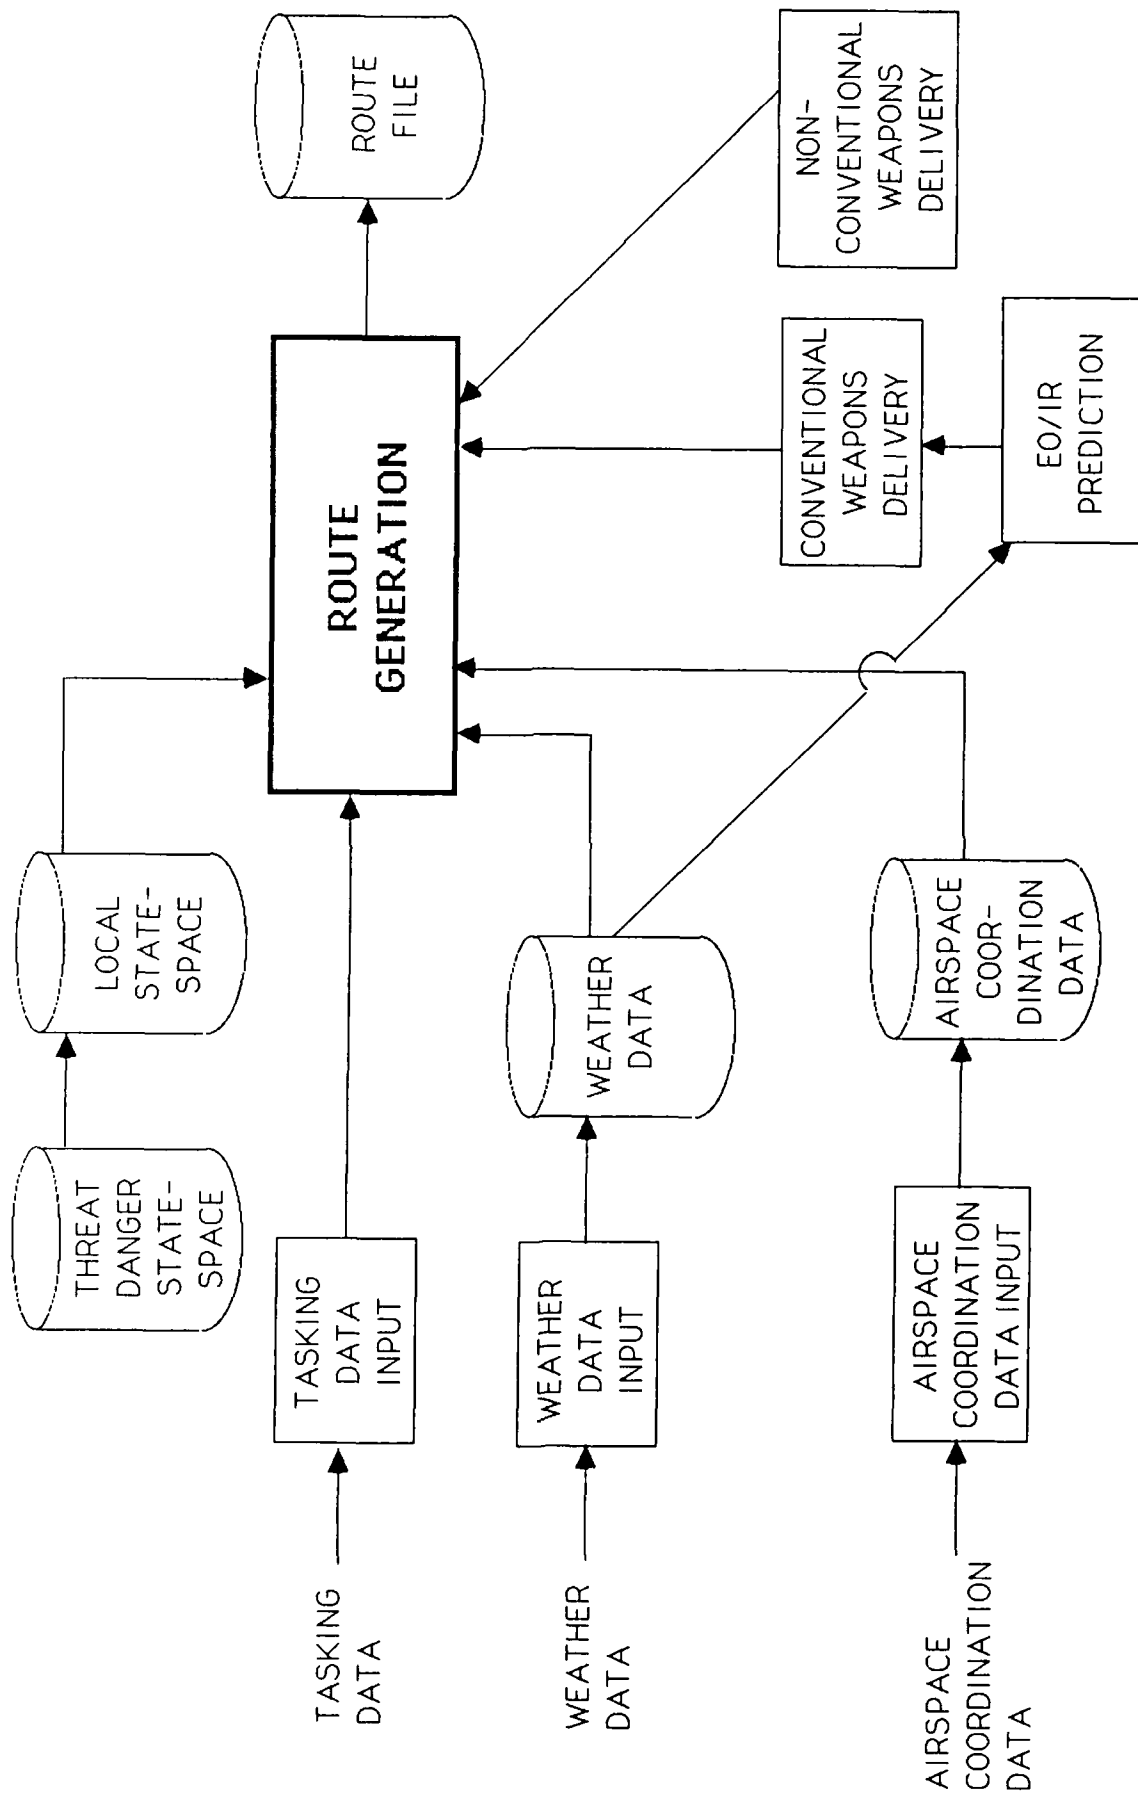 THREAT
DANGER
STATE-
SPACE
LOCAL
STATE-
SPACE
TASKING
DATA
TASKING
DATA
INPUT
ROUTE
GENERATION
ROUTE
FILE
WEATHER
DATA
WEATHER
DATA
INPUT
WEATHER
DATA
AIRSPACE
COORDINATION
DATA
AIRSPACE
COORDINATION
DATA INPUT
AIRSPACE
COOR-
DINATION
DATA
CONVENTIONAL
WEAPONS
DELIVERY
NON-
CONVENTIONAL
WEAPONS
DELIVERY
EO/IR
PREDICTION